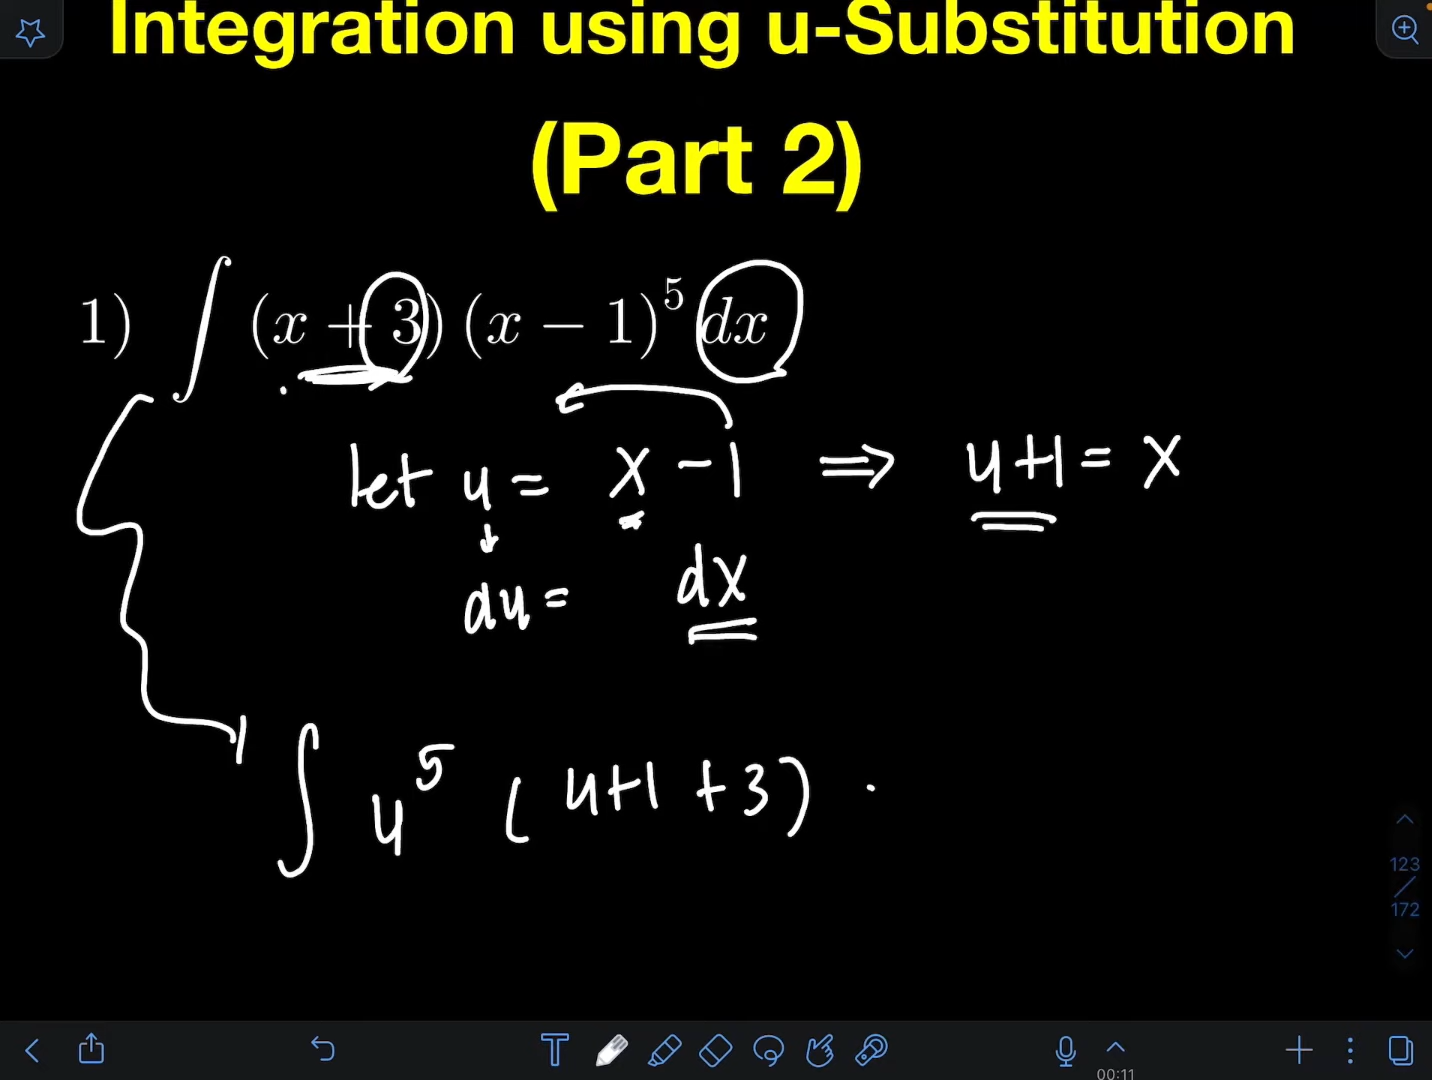 Integration using u-Substitution
(Part 2)
1) ∫ (x + 3) (x − 1)⁵ dx
let u = x − 1 ⇒ u+1 = x
du = dx
∫ u⁵ (u+1 + 3) ·
123
/
172
T
00:11